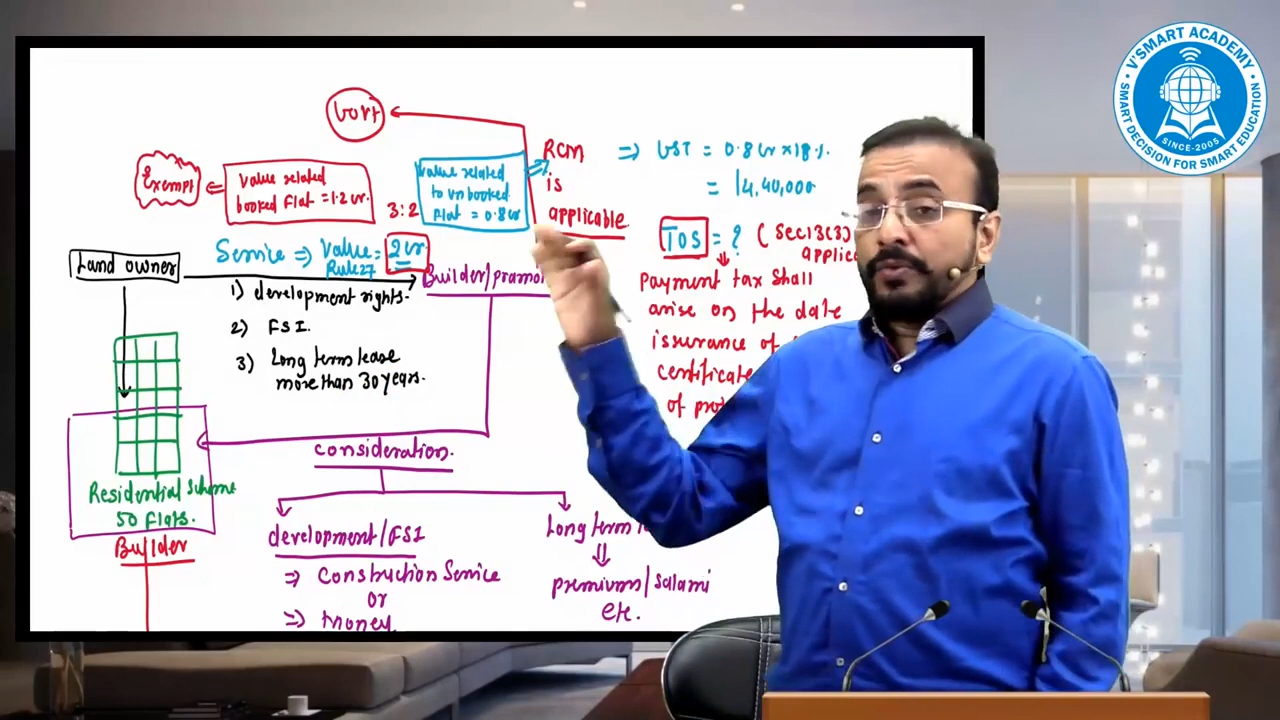 V'SMART ACADEMY
SMART DECISION FOR SMART EDUCATION
SINCE-2005
Govt
Exempt
Value related
booked Flat = 1.2 cr.
3:2
Value related
to unbooked
Flat = 0.8 cr
RCM
is
applicable.
⇒ GST = 0.8 cr x 18%
= 14,40,000
TOS = ? (Sec 13(3)
Payment tax shall
arise on the date
issurance of
certificate
of
Land owner
Service ⇒ Value = 2 cr
Rule 27
1) development rights.
2) FSI.
3) Long term lease
more than 30 years.
Residential Scheme
50 Flats.
Builder
consideration.
development/FSI
⇒ Construction Service
or
⇒ Money.
Long term
⇓
premium/salami
etc.